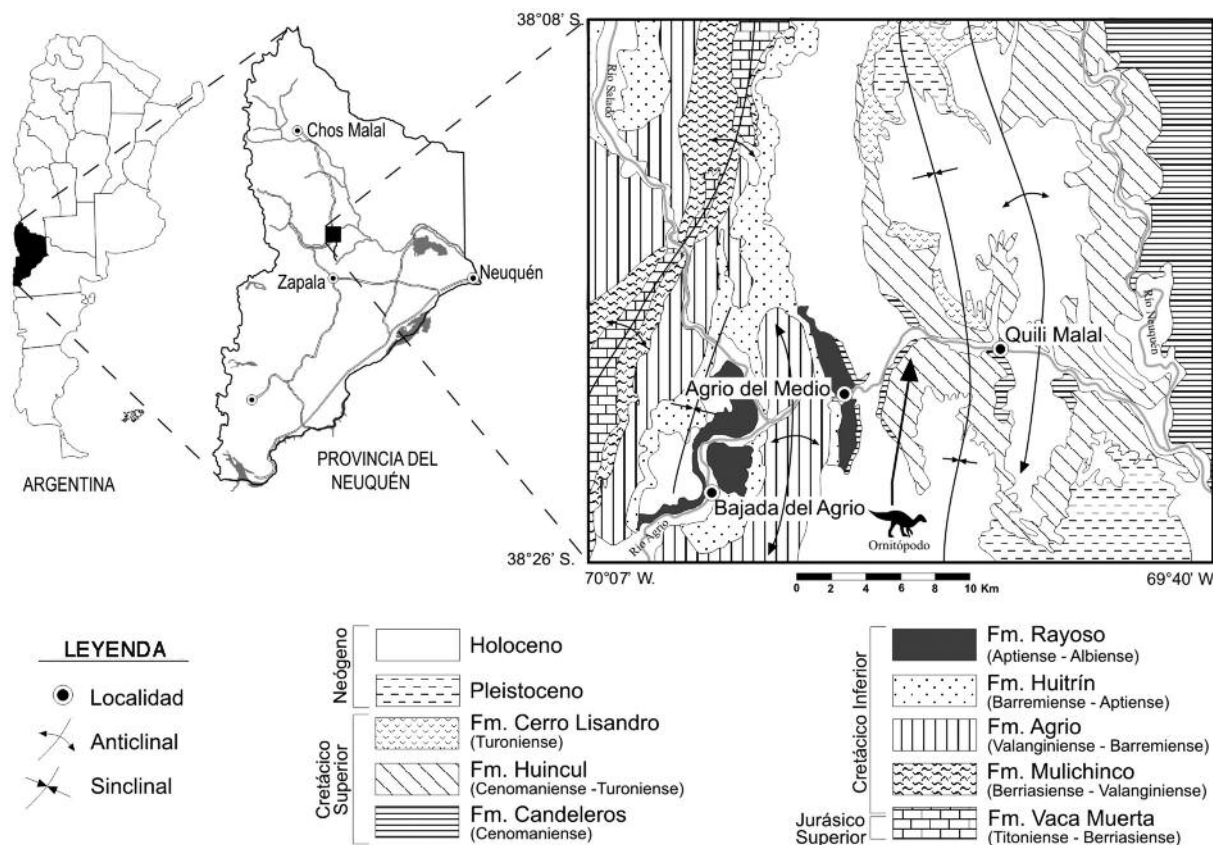 Chos Malal
Zapala
Neuquén
ARGENTINA
PROVINCIA DEL
NEUQUÉN
38°08' S.
Río Salado
Río Neuquén
Quili Malal
Agrio del Medio
Bajada del Agrio
Río Agrio
Ornitópodo
38°26' S.
70°07' W.
69°40' W
0 2 4 6 8 10 Km
LEYENDA
Localidad
Anticlinal
Sinclinal
Neógeno
Holoceno
Pleistoceno
Cretácico
Superior
Fm. Cerro Lisandro
(Turoniense)
Fm. Huincul
(Cenomaniense -Turoniense)
Fm. Candeleros
(Cenomaniense)
Cretácico Inferior
Fm. Rayoso
(Aptiense - Albiense)
Fm. Huitrín
(Barremiense - Aptiense)
Fm. Agrio
(Valanginiense - Barremiense)
Fm. Mulichinco
(Berriasiense - Valanginiense)
Jurásico
Superior
Fm. Vaca Muerta
(Titoniense - Berriasiense)